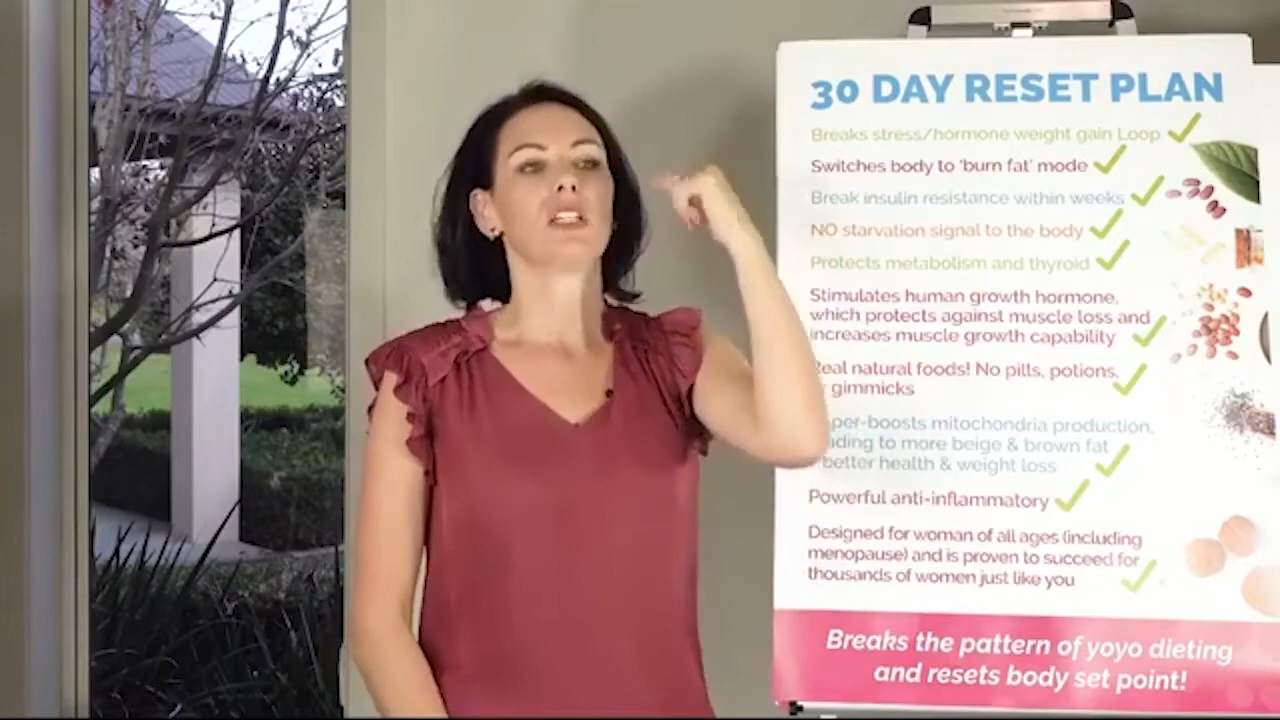 30 DAY RESET PLAN
Breaks stress/hormone weight gain Loop
Switches body to 'burn fat' mode
Break insulin resistance within weeks
NO starvation signal to the body
Protects metabolism and thyroid
Stimulates human growth hormone,
which protects against muscle loss and
increases muscle growth capability
Real natural foods! No pills, potions,
gimmicks
mitochondria production,
to more beige & brown fat
better health & weight loss
Powerful anti-inflammatory
Designed for woman of all ages (including
menopause) and is proven to succeed for
thousands of women just like you
Breaks the pattern of yoyo dieting
and resets body set point!